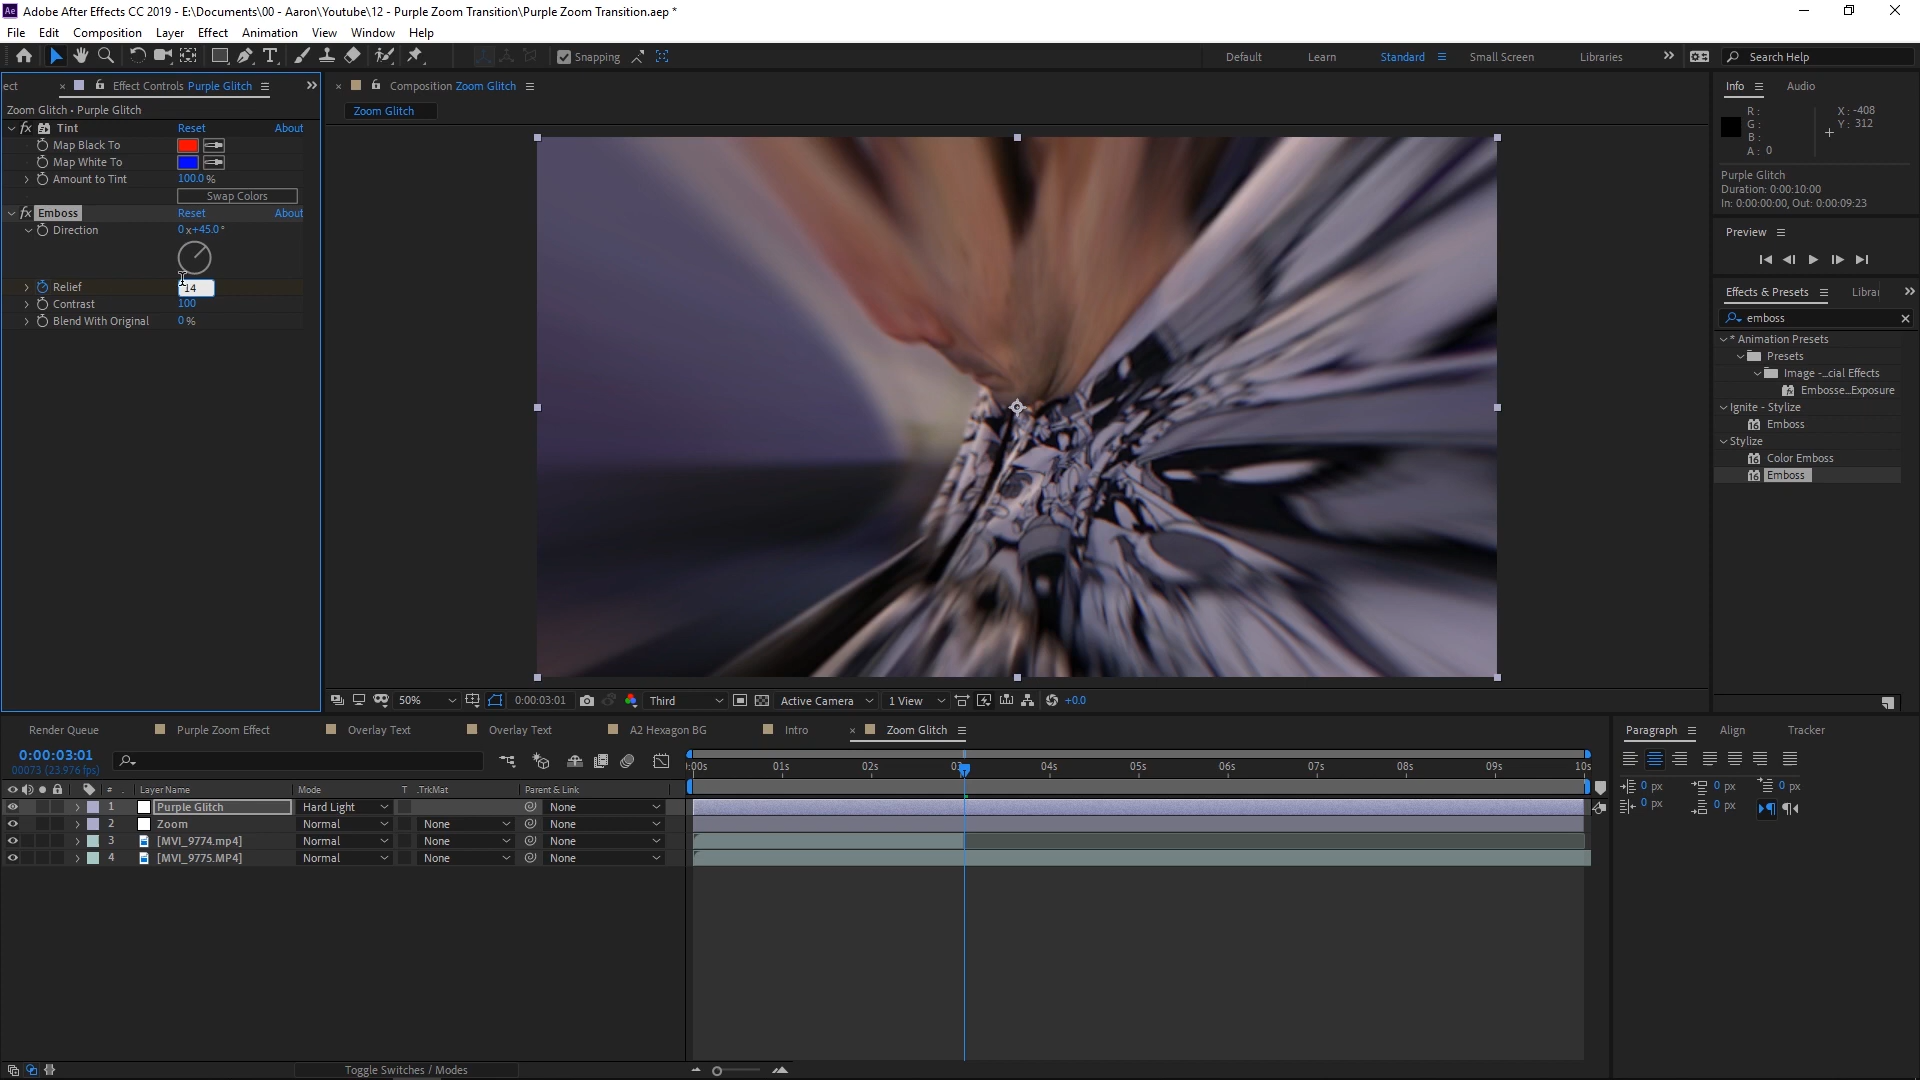 Adobe After Effects CC 2019 - E:\Documents\00 - Aaron\Youtube\12 - Purple Zoom Transition\Purple Zoom Transition.aep *
File Edit Composition Layer Effect Animation View Window Help
Snapping
Default Learn Standard Small Screen Libraries Search Help
ect Effect Controls Purple Glitch
Composition Zoom Glitch
Info Audio
Zoom Glitch • Purple Glitch
Zoom Glitch
fx Tint Reset About
Map Black To
Map White To
Amount to Tint 100.0 %
Swap Colors
fx Emboss Reset About
Direction 0 x+45.0 °
Relief 14
Contrast 100
Blend With Original 0 %
R :
G :
B :
A : 0
X : -408
Y : 312
Purple Glitch
Duration: 0:00:10:00
In: 0:00:00:00, Out: 0:00:09:23
Preview
Effects & Presets Librar
emboss
* Animation Presets
Presets
Image -...cial Effects
Embosse...Exposure
Ignite - Stylize
Emboss
Stylize
Color Emboss
Emboss
50% 0:00:03:01 Third Active Camera 1 View +0.0
Render Queue Purple Zoom Effect Overlay Text Overlay Text A2 Hexagon BG Intro Zoom Glitch
0:00:03:01
00073 (23.976 fps)
# Layer Name Mode T .TrkMat Parent & Link
1 Purple Glitch Hard Light None
2 Zoom Normal None None
3 [MVI_9774.mp4] Normal None None
4 [MVI_9775.MP4] Normal None None
:00s 01s 02s 03 04s 05s 06s 07s 08s 09s 10s
Toggle Switches / Modes
Paragraph Align Tracker
0 px 0 px 0 px
0 px 0 px